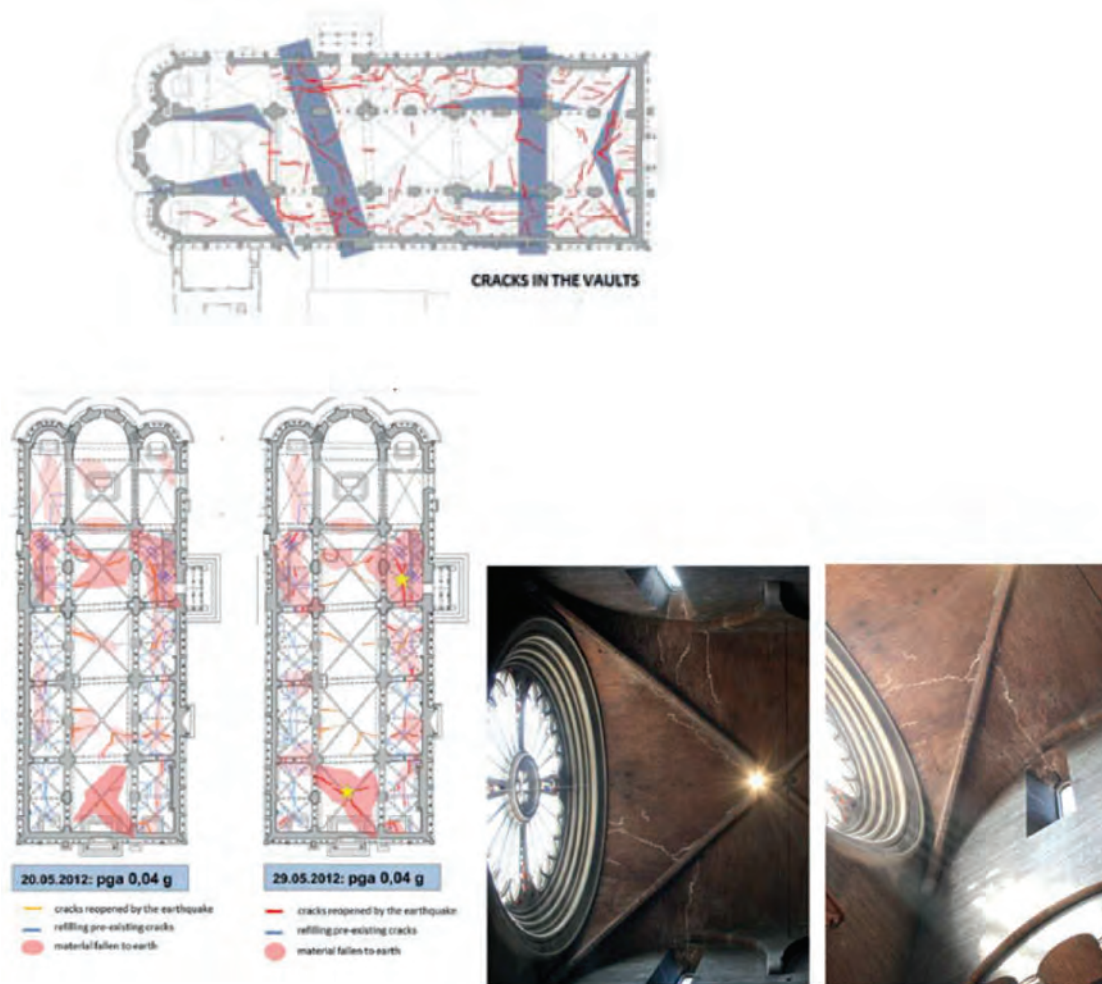 CRACKS IN THE VAULTS
20.05.2012: pga 0,04 g
cracks reopened by the earthquake
refilling pre-existing cracks
material fallen to earth
29.05.2012: pga 0,04 g
cracks reopened by the earthquake
refilling pre-existing cracks
material fallen to earth